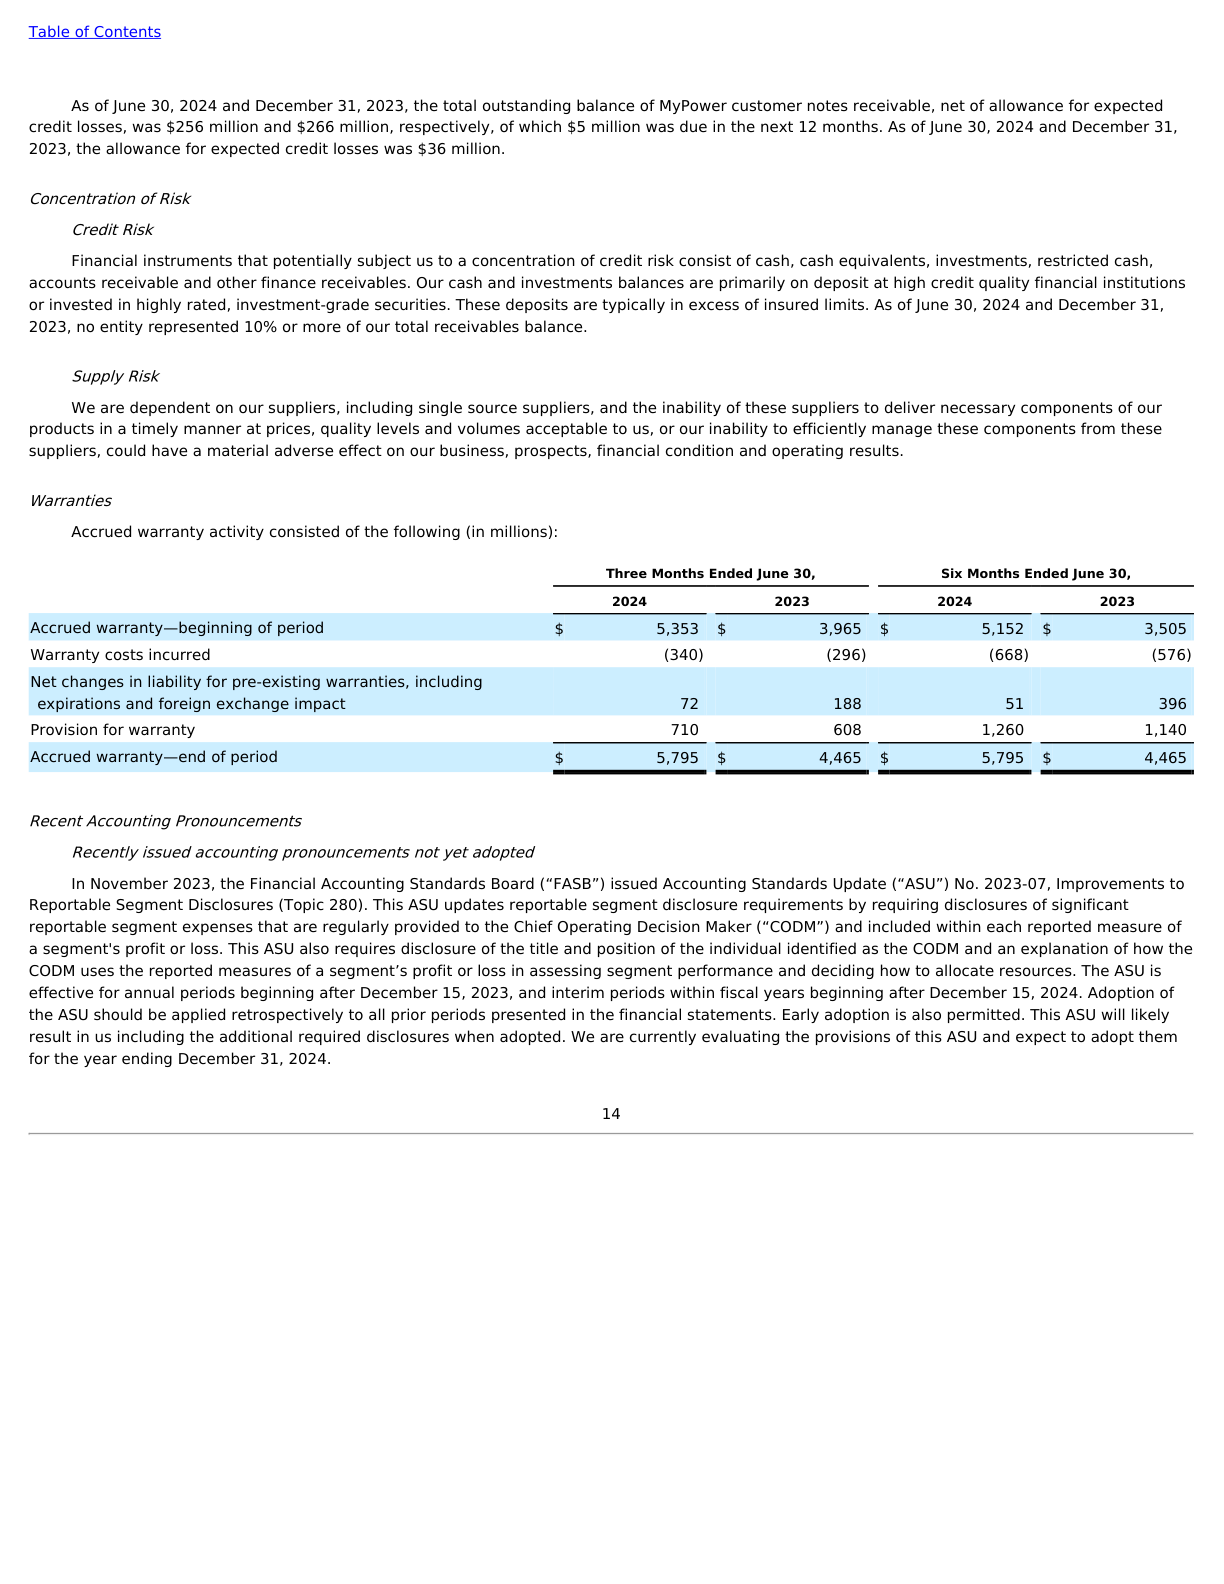 Table of Contents
As of June 30, 2024 and December 31, 2023, the total outstanding balance of MyPower customer notes receivable, net of allowance for expected
credit losses, was $256 million and $266 million, respectively, of which $5 million was due in the next 12 months. As of June 30, 2024 and December 31,
2023, the allowance for expected credit losses was $36 million.
Concentration of Risk
Credit Risk
Financial instruments that potentially subject us to a concentration of credit risk consist of cash, cash equivalents, investments, restricted cash,
accounts receivable and other finance receivables. Our cash and investments balances are primarily on deposit at high credit quality financial institutions
or invested in highly rated, investment-grade securities. These deposits are typically in excess of insured limits. As of June 30, 2024 and December 31,
2023, no entity represented 10% or more of our total receivables balance.
Supply Risk
We are dependent on our suppliers, including single source suppliers, and the inability of these suppliers to deliver necessary components of our
products in a timely manner at prices, quality levels and volumes acceptable to us, or our inability to efficiently manage these components from these
suppliers, could have a material adverse effect on our business, prospects, financial condition and operating results.
Warranties
Accrued warranty activity consisted of the following (in millions):
Three Months Ended June 30, Six Months Ended June 30,
2024 2023 2024 2023
Accrued warranty—beginning of period $ 5,353 $ 3,965 $ 5,152 $ 3,505
Warranty costs incurred (340) (296) (668) (576)
Net changes in liability for pre-existing warranties, including
expirations and foreign exchange impact 72 188 51 396
Provision for warranty 710 608 1,260 1,140
Accrued warranty—end of period $ 5,795 $ 4,465 $ 5,795 $ 4,465
Recent Accounting Pronouncements
Recently issued accounting pronouncements not yet adopted
In November 2023, the Financial Accounting Standards Board (“FASB”) issued Accounting Standards Update (“ASU”) No. 2023-07, Improvements to
Reportable Segment Disclosures (Topic 280). This ASU updates reportable segment disclosure requirements by requiring disclosures of significant
reportable segment expenses that are regularly provided to the Chief Operating Decision Maker (“CODM”) and included within each reported measure of
a segment's profit or loss. This ASU also requires disclosure of the title and position of the individual identified as the CODM and an explanation of how the
CODM uses the reported measures of a segment’s profit or loss in assessing segment performance and deciding how to allocate resources. The ASU is
effective for annual periods beginning after December 15, 2023, and interim periods within fiscal years beginning after December 15, 2024. Adoption of
the ASU should be applied retrospectively to all prior periods presented in the financial statements. Early adoption is also permitted. This ASU will likely
result in us including the additional required disclosures when adopted. We are currently evaluating the provisions of this ASU and expect to adopt them
for the year ending December 31, 2024.
14